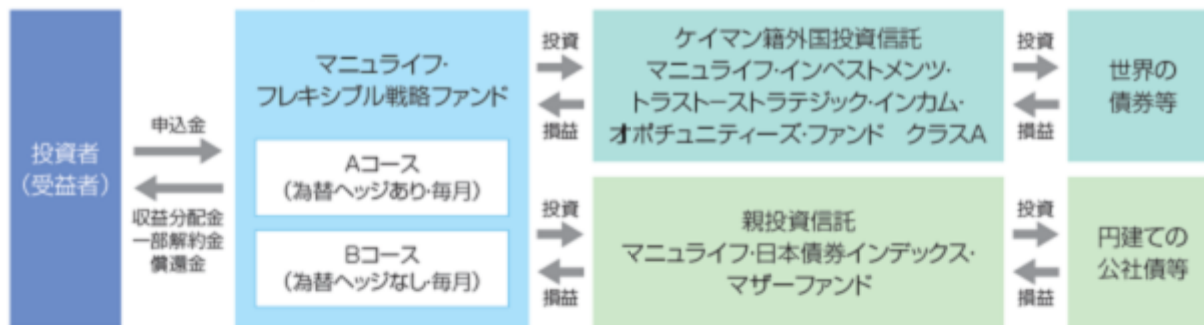 投資者
(受益者)
申込金
収益分配金
一部解約金
償還金
マニュライフ・
フレキシブル戦略ファンド
Aコース
(為替ヘッジあり・毎月)
Bコース
(為替ヘッジなし・毎月)
投資
損益
投資
損益
ケイマン籍外国投資信託
マニュライフ・インベストメンツ・
トラストーストラテジック・インカム・
オポチュニティーズ・ファンド クラスA
親投資信託
マニュライフ・日本債券インデックス・
マザーファンド
投資
損益
投資
損益
世界の
債券等
円建ての
公社債等